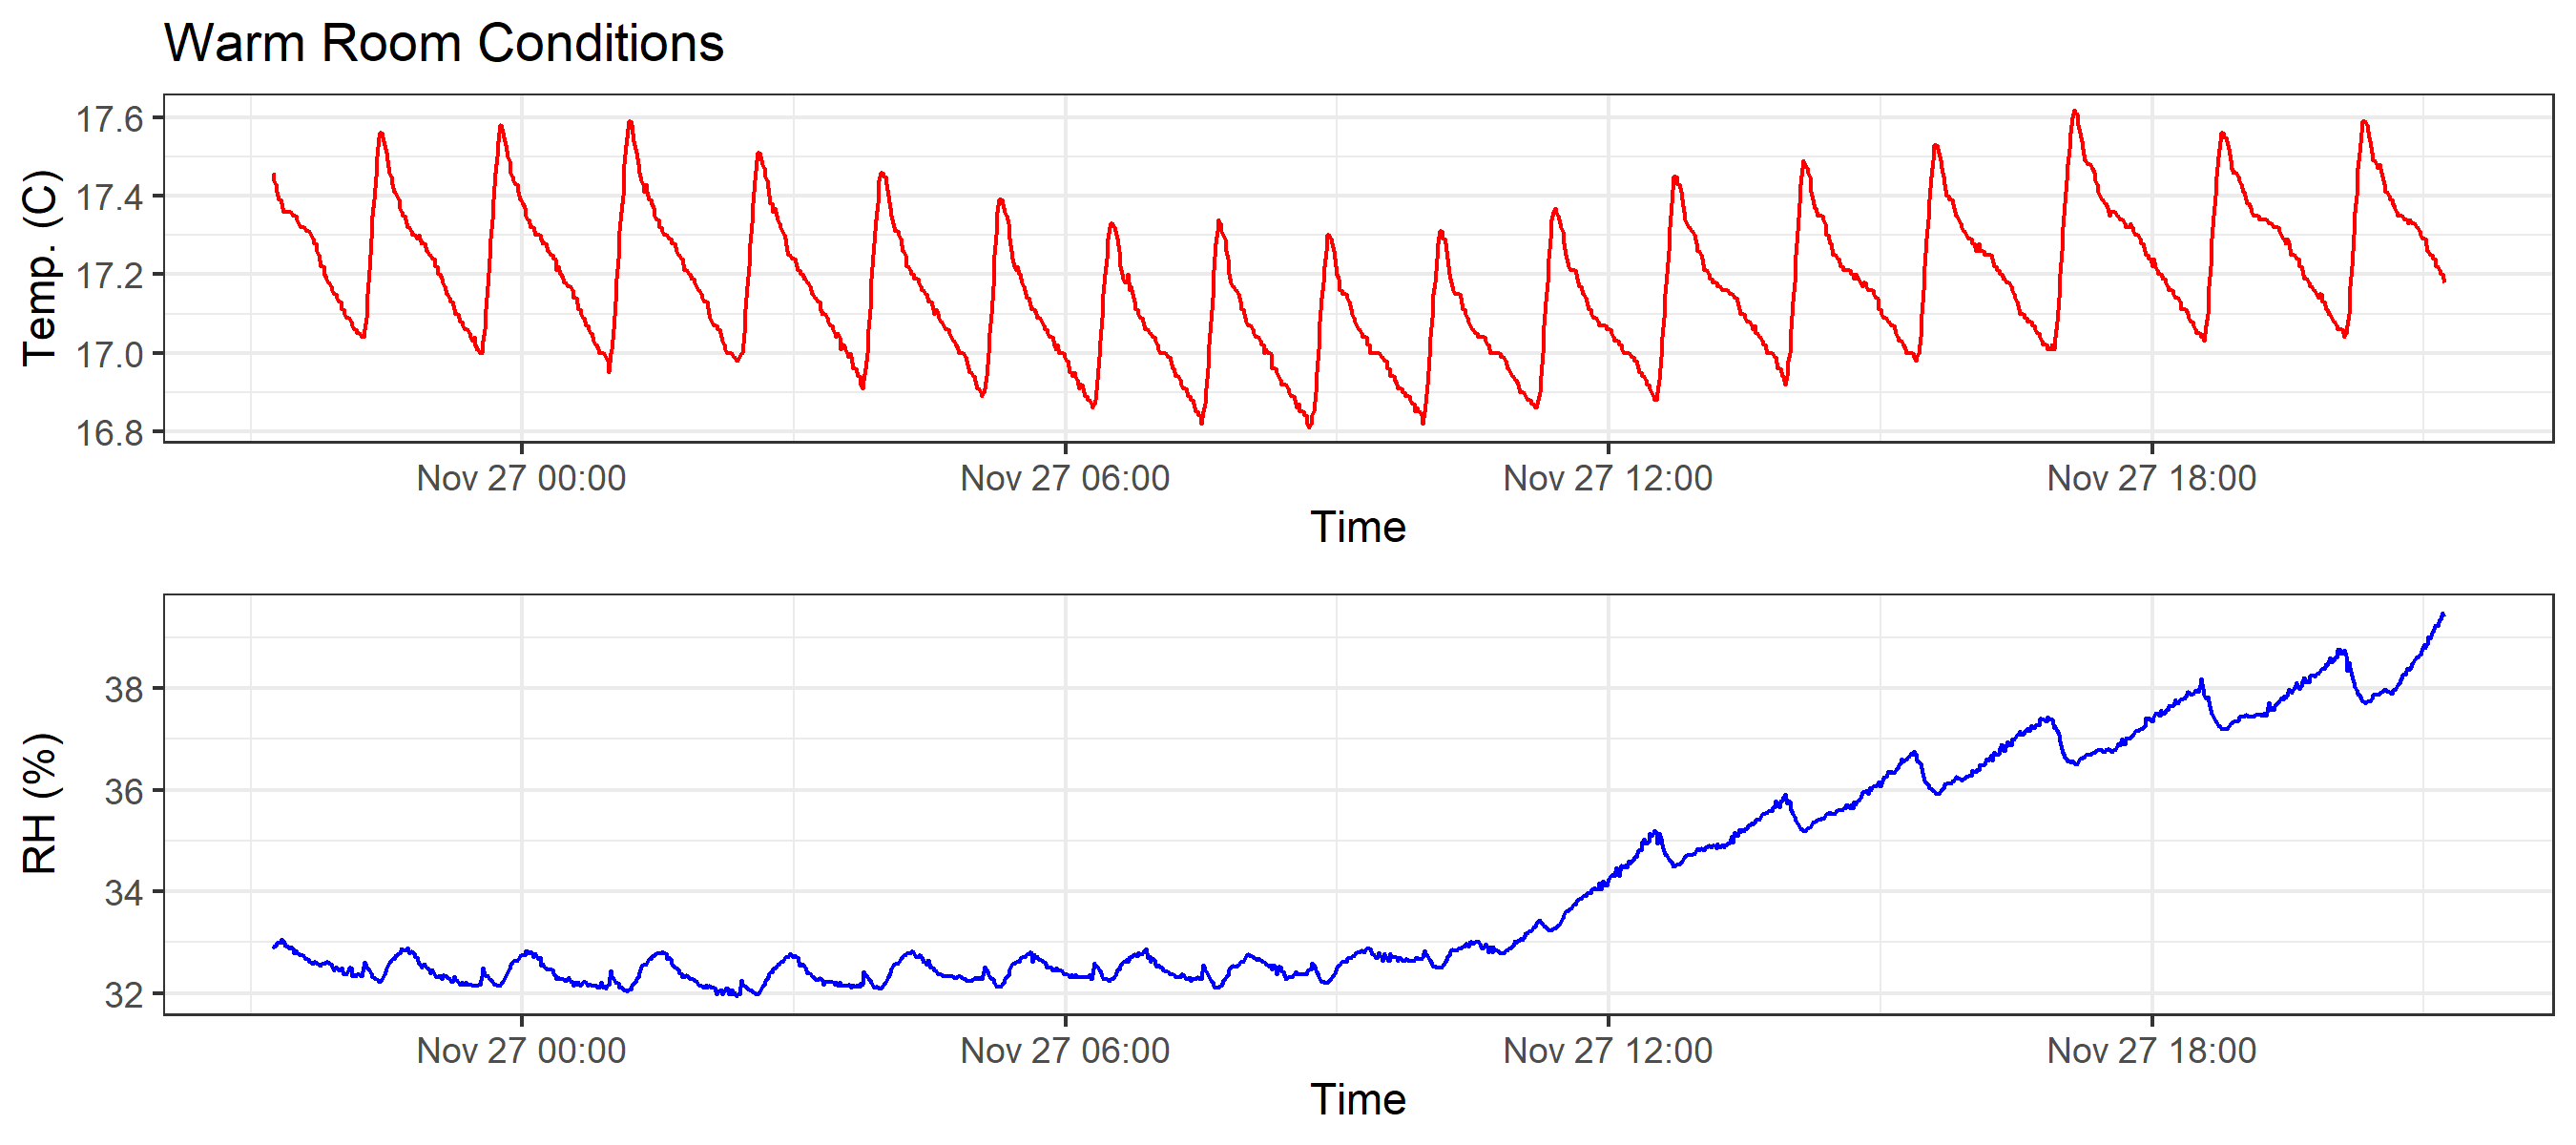 Warm Room Conditions
Temp. (C)
17.6
17.4
17.2
17.0
16.8
Nov 27 00:00 Nov 27 06:00 Nov 27 12:00 Nov 27 18:00
Time
RH (%)
38
36
34
32
Nov 27 00:00 Nov 27 06:00 Nov 27 12:00 Nov 27 18:00
Time